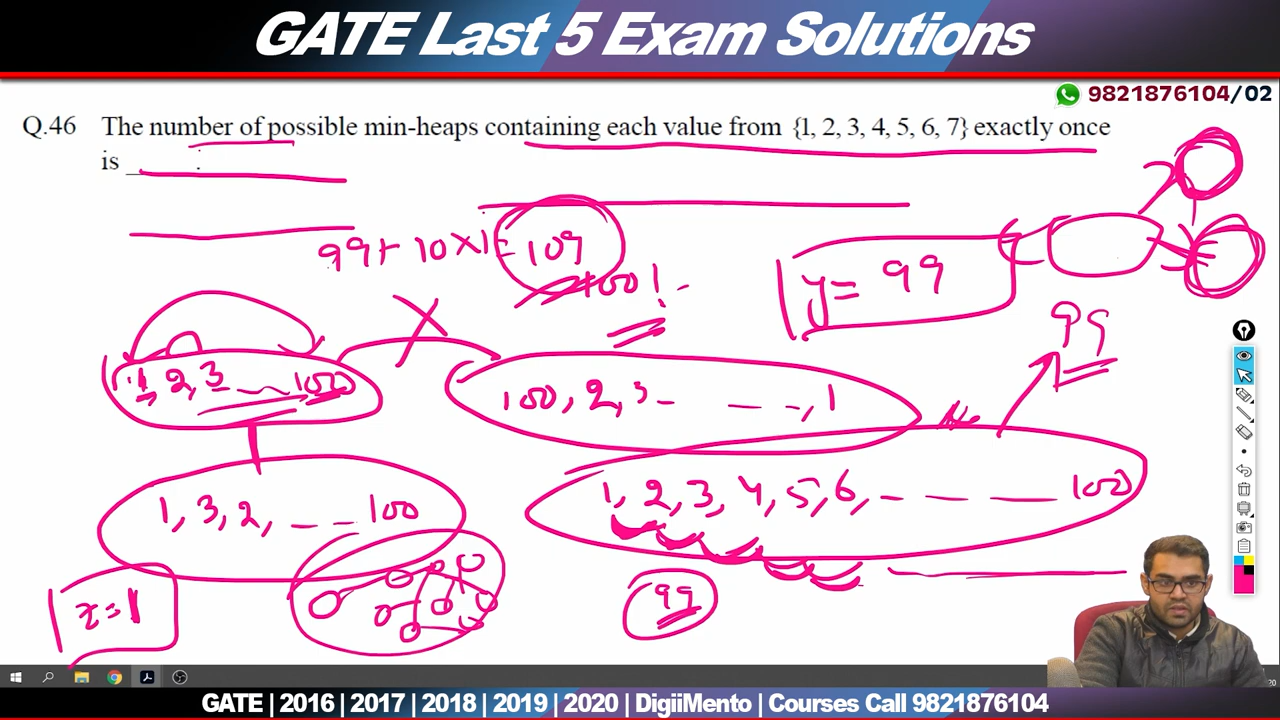 GATE Last 5 Exam Solutions
9821876104/02
Q.46 The number of possible min-heaps containing each value from {1, 2, 3, 4, 5, 6, 7} exactly once
is ____ .
99 + 10 × 1 = 109
100! -
y = 99
99
1, 2, 3 _ _ 100
100, 2, 3 - - - - , 1
1, 3, 2, _ _ 100
1, 2, 3, 4, 5, 6, _ _ _ 100
x = 1
99
GATE | 2016 | 2017 | 2018 | 2019 | 2020 | DigiiMento | Courses Call 9821876104